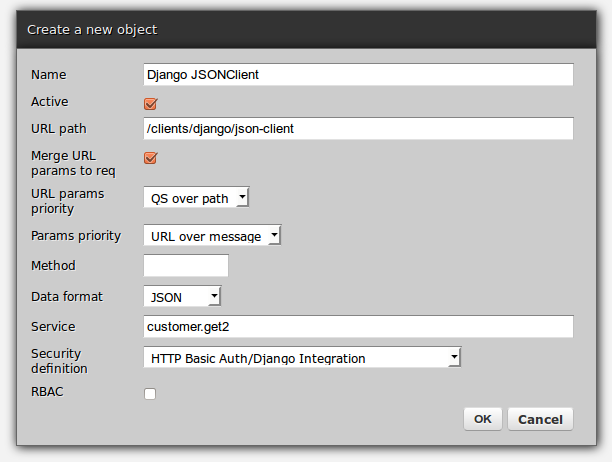 Create a new object
Name
Django JSONClient
Active
URL path
/clients/django/json-client
Merge URL
params to req
URL params
priority
QS over path
Params priority
URL over message
Method
Data format
JSON
Service
customer.get2
Security
definition
HTTP Basic Auth/Django Integration
RBAC
OK
Cancel